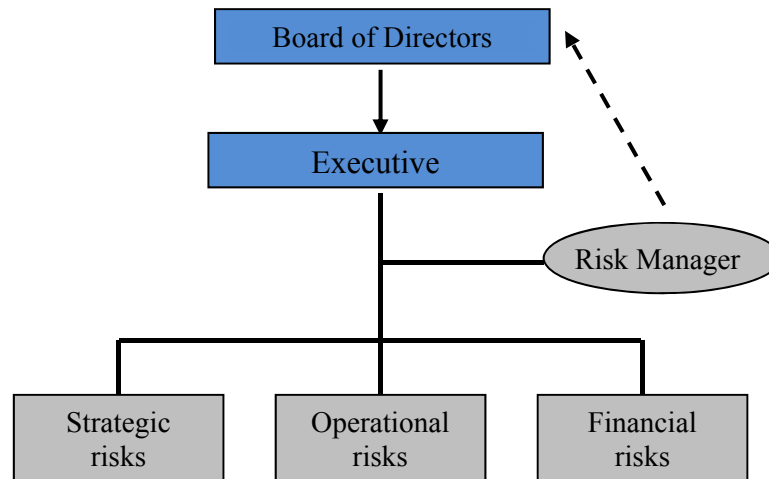 Board of Directors
Executive
Risk Manager
Strategic
risks
Operational
risks
Financial
risks